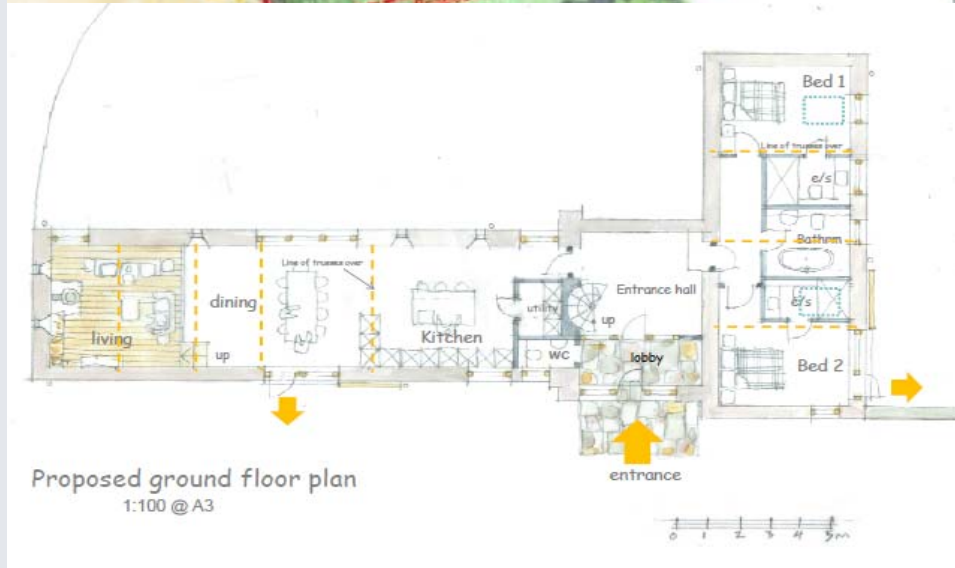 Bed 1
Line of trusses over
e/s
Bathrm
Line of trusses over
dining
Entrance hall
utility
e/s
up
living
up
Kitchen
wc
lobby
Bed 2
entrance
Proposed ground floor plan
1:100 @ A3
0 1 2 3 4 5m